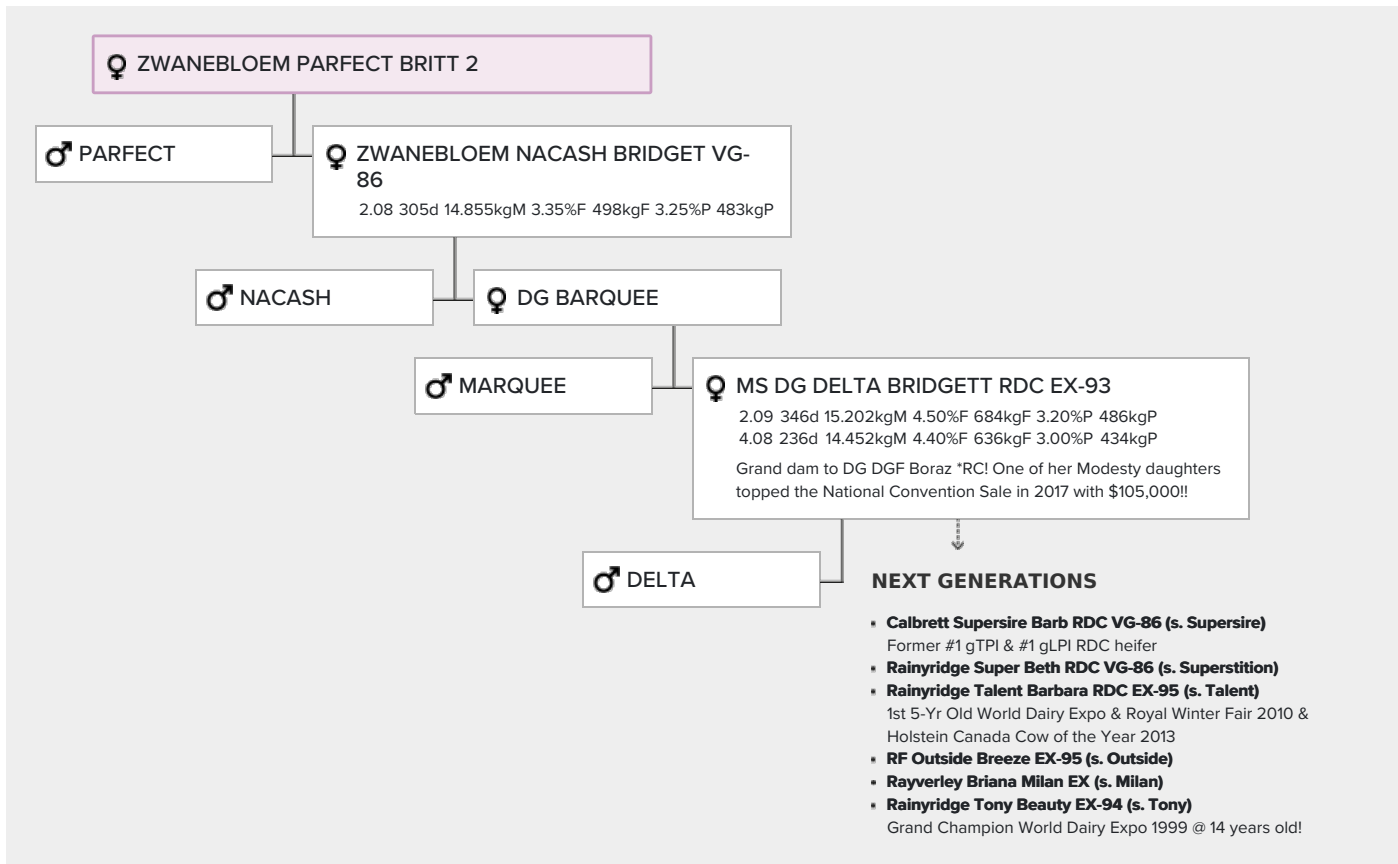 ZWANEBLOEM PARFECT BRITT 2
PARFECT
ZWANEBLOEM NACASH BRIDGET VG-
86
2.08 305d 14.855kgM 3.35%F 498kgF 3.25%P 483kgP
NACASH
DG BARQUEE
MARQUEE
MS DG DELTA BRIDGETT RDC EX-93
2.09 346d 15.202kgM 4.50%F 684kgF 3.20%P 486kgP
4.08 236d 14.452kgM 4.40%F 636kgF 3.00%P 434kgP
Grand dam to DG DGF Boraz *RC! One of her Modesty daughters
topped the National Convention Sale in 2017 with $105,000!!
DELTA
NEXT GENERATIONS
Calbrett Supersire Barb RDC VG-86 (s. Supersire)
Former #1 gTPI & #1 gLPI RDC heifer
Rainyridge Super Beth RDC VG-86 (s. Superstition)
Rainyridge Talent Barbara RDC EX-95 (s. Talent)
1st 5-Yr Old World Dairy Expo & Royal Winter Fair 2010 &
Holstein Canada Cow of the Year 2013
RF Outside Breeze EX-95 (s. Outside)
Rayverley Briana Milan EX (s. Milan)
Rainyridge Tony Beauty EX-94 (s. Tony)
Grand Champion World Dairy Expo 1999 @ 14 years old!